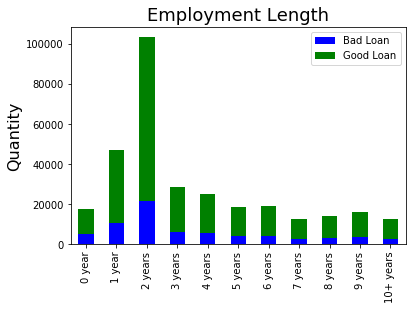 Employment Length
Bad Loan
Good Loan
Quantity
100000
80000
60000
40000
20000
0
0 year
1 year
2 years
3 years
4 years
5 years
6 years
7 years
8 years
9 years
10+ years